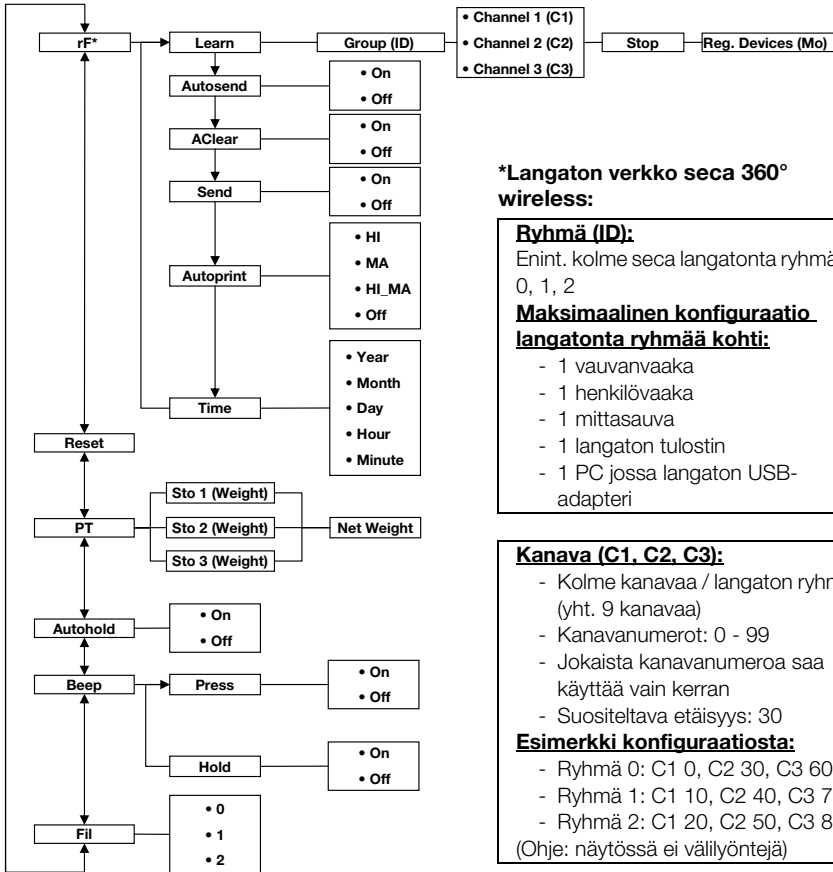 rF*
Learn
Group (ID)
• Channel 1 (C1)
• Channel 2 (C2)
• Channel 3 (C3)
Stop
Reg. Devices (Mo)
Autosend
• On
• Off
AClear
• On
• Off
Send
• On
• Off
Autoprint
• HI
• MA
• HI_MA
• Off
Time
• Year
• Month
• Day
• Hour
• Minute
Reset
PT
Sto 1 (Weight)
Sto 2 (Weight)
Sto 3 (Weight)
Net Weight
Autohold
• On
• Off
Beep
Press
• On
• Off
Hold
• On
• Off
Fil
• 0
• 1
• 2
*Langaton verkko seca 360°
wireless:
Ryhmä (ID):
Enint. kolme seca langatonta ryhmä
0, 1, 2
Maksimaalinen konfiguraatio
langatonta ryhmää kohti:
- 1 vauvanvaaka
- 1 henkilövaaka
- 1 mittasauva
- 1 langaton tulostin
- 1 PC jossa langaton USB-
adapteri
Kanava (C1, C2, C3):
- Kolme kanavaa / langaton ryhm
(yht. 9 kanavaa)
- Kanavanumerot: 0 - 99
- Jokaista kanavanumeroa saa
käyttää vain kerran
- Suositeltava etäisyys: 30
Esimerkki konfiguraatiosta:
- Ryhmä 0: C1 0, C2 30, C3 60
- Ryhmä 1: C1 10, C2 40, C3 7
- Ryhmä 2: C1 20, C2 50, C3 8
(Ohje: näytössä ei välilyöntejä)